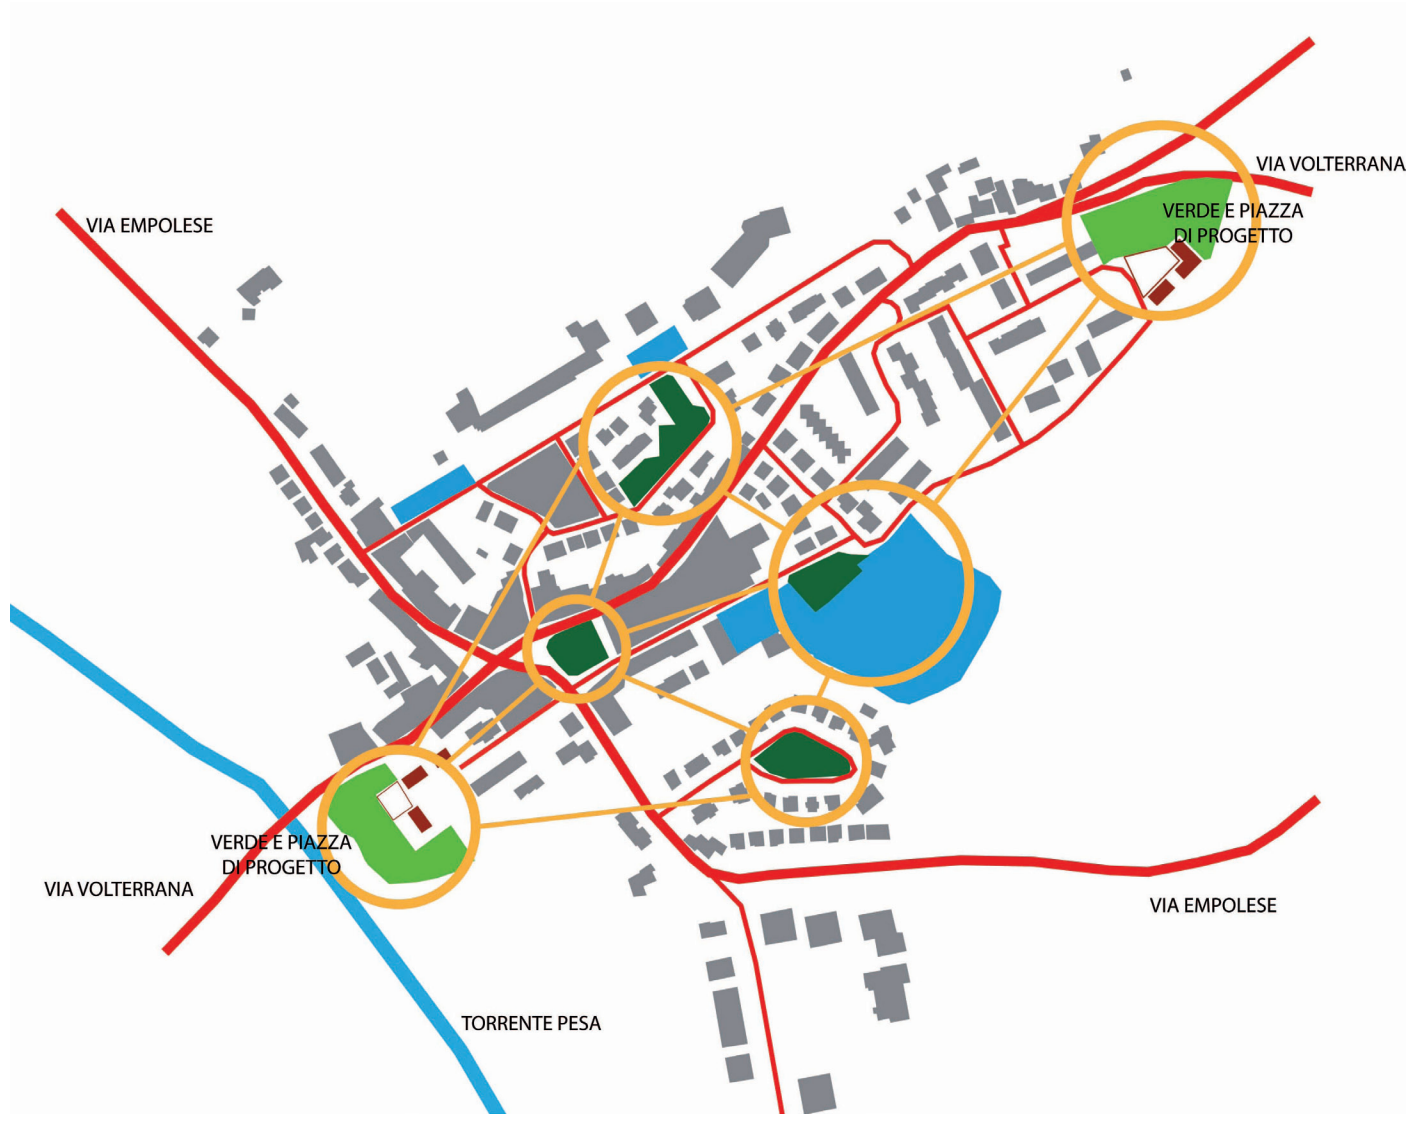 VIA VOLTERRANA
VERDE E PIAZZA
DI PROGETTO
VIA EMPOLESE
VERDE E PIAZZA
DI PROGETTO
VIA VOLTERRANA
VIA EMPOLESE
TORRENTE PESA